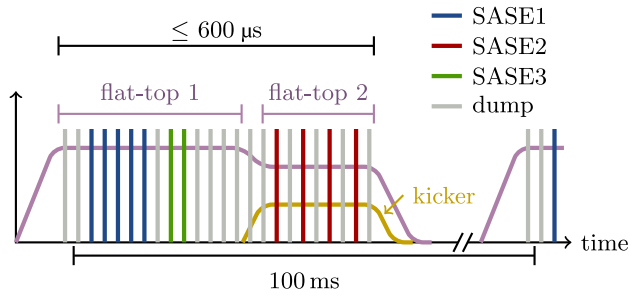 SASE1
≤ 600 μs
SASE2
SASE3
flat-top 1
flat-top 2
dump
kicker
time
100 ms